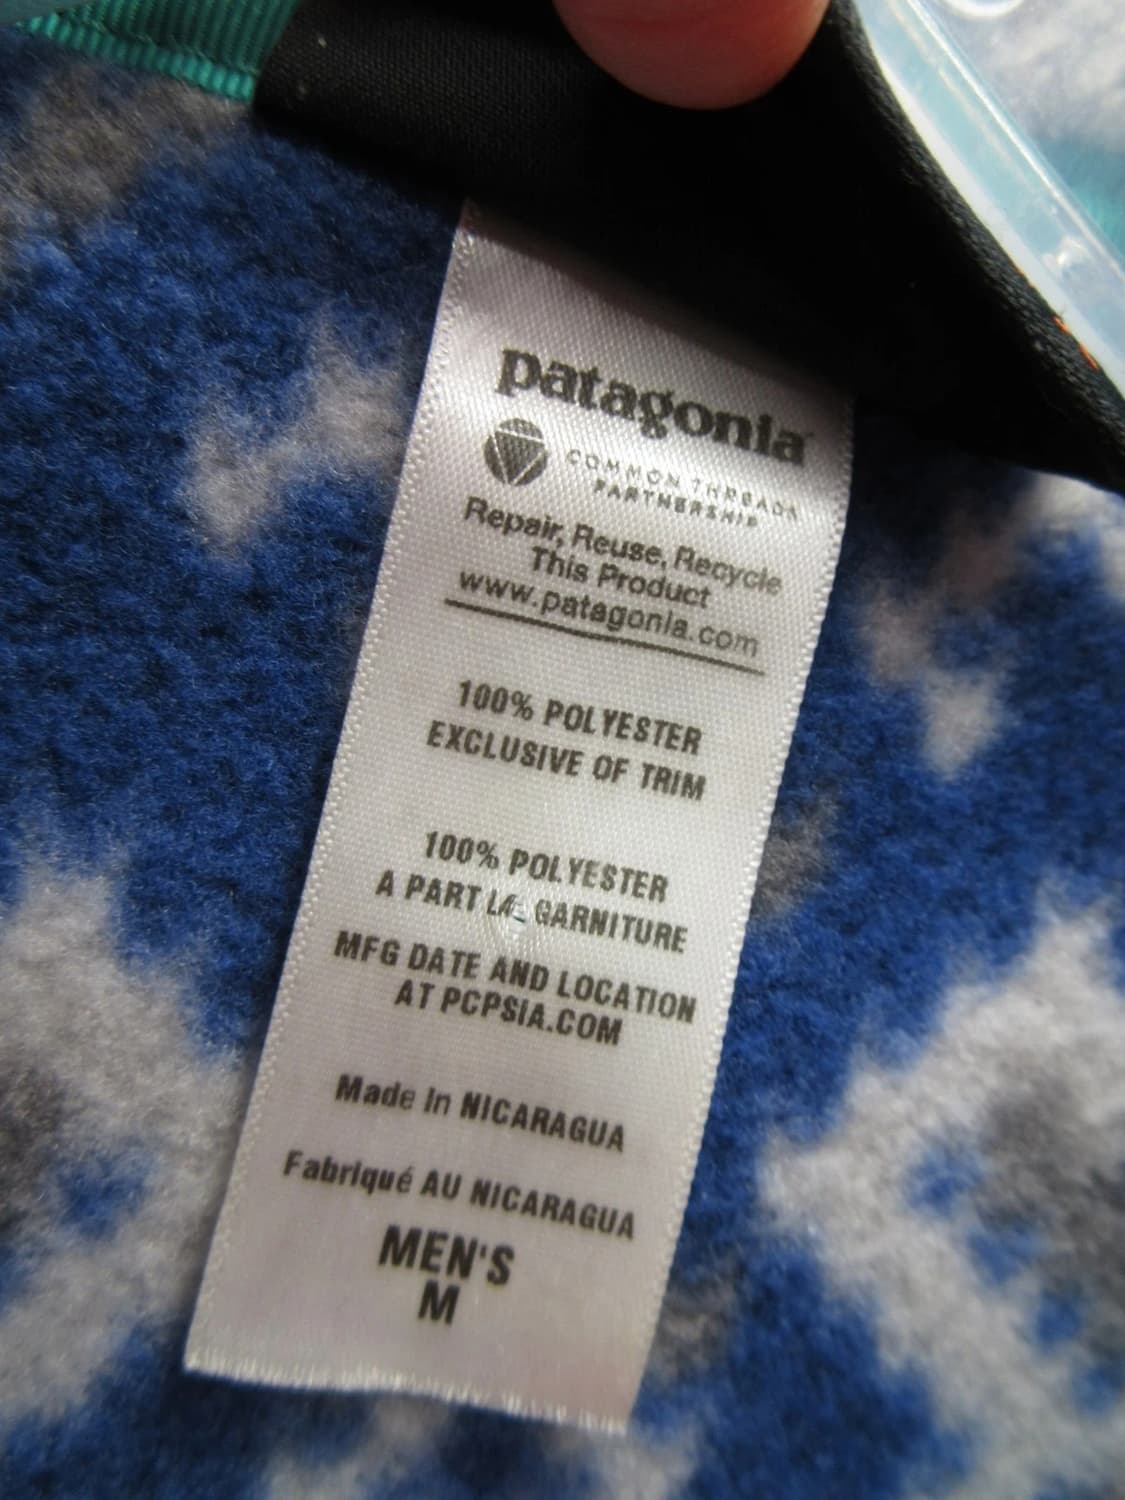 patagonia
COMMON THREADS
PARTNERSHIP
Repair, Reuse, Recycle
This Product
www.patagonia.com
100% POLYESTER
EXCLUSIVE OF TRIM
100% POLYESTER
A PART LA GARNITURE
MFG DATE AND LOCATION
AT PCPSIA.COM
Made In NICARAGUA
Fabriqué AU NICARAGUA
MEN'S
M